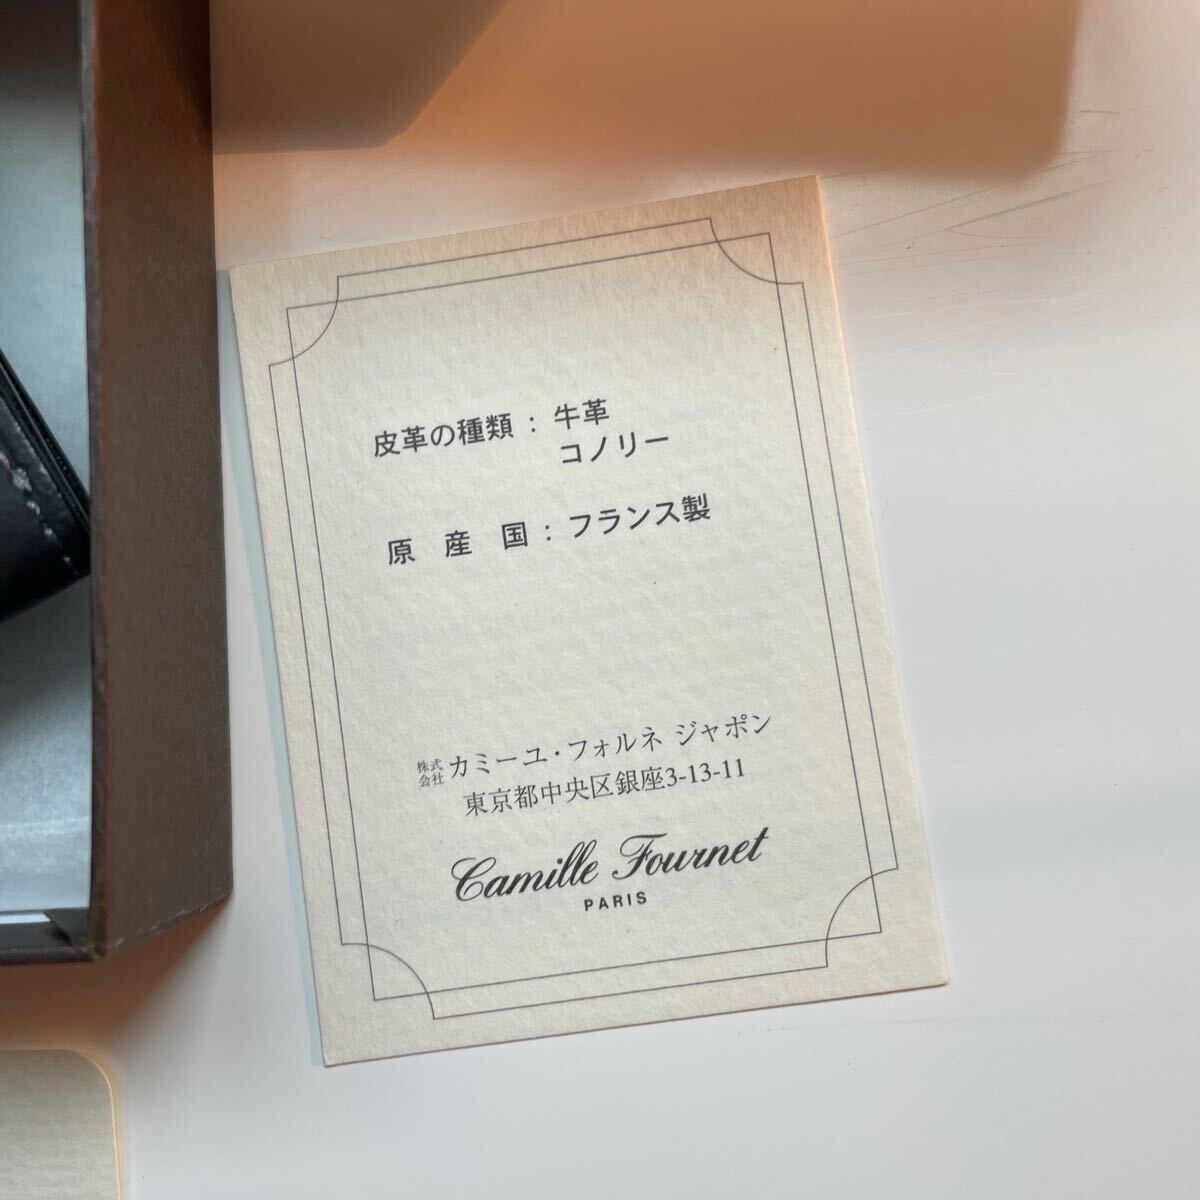 皮革の種類：牛革
コノリー
原産国：フランス製
株式会社 カミーユ・フォルネ ジャポン
東京都中央区銀座3-13-11
Camille Fournet
PARIS